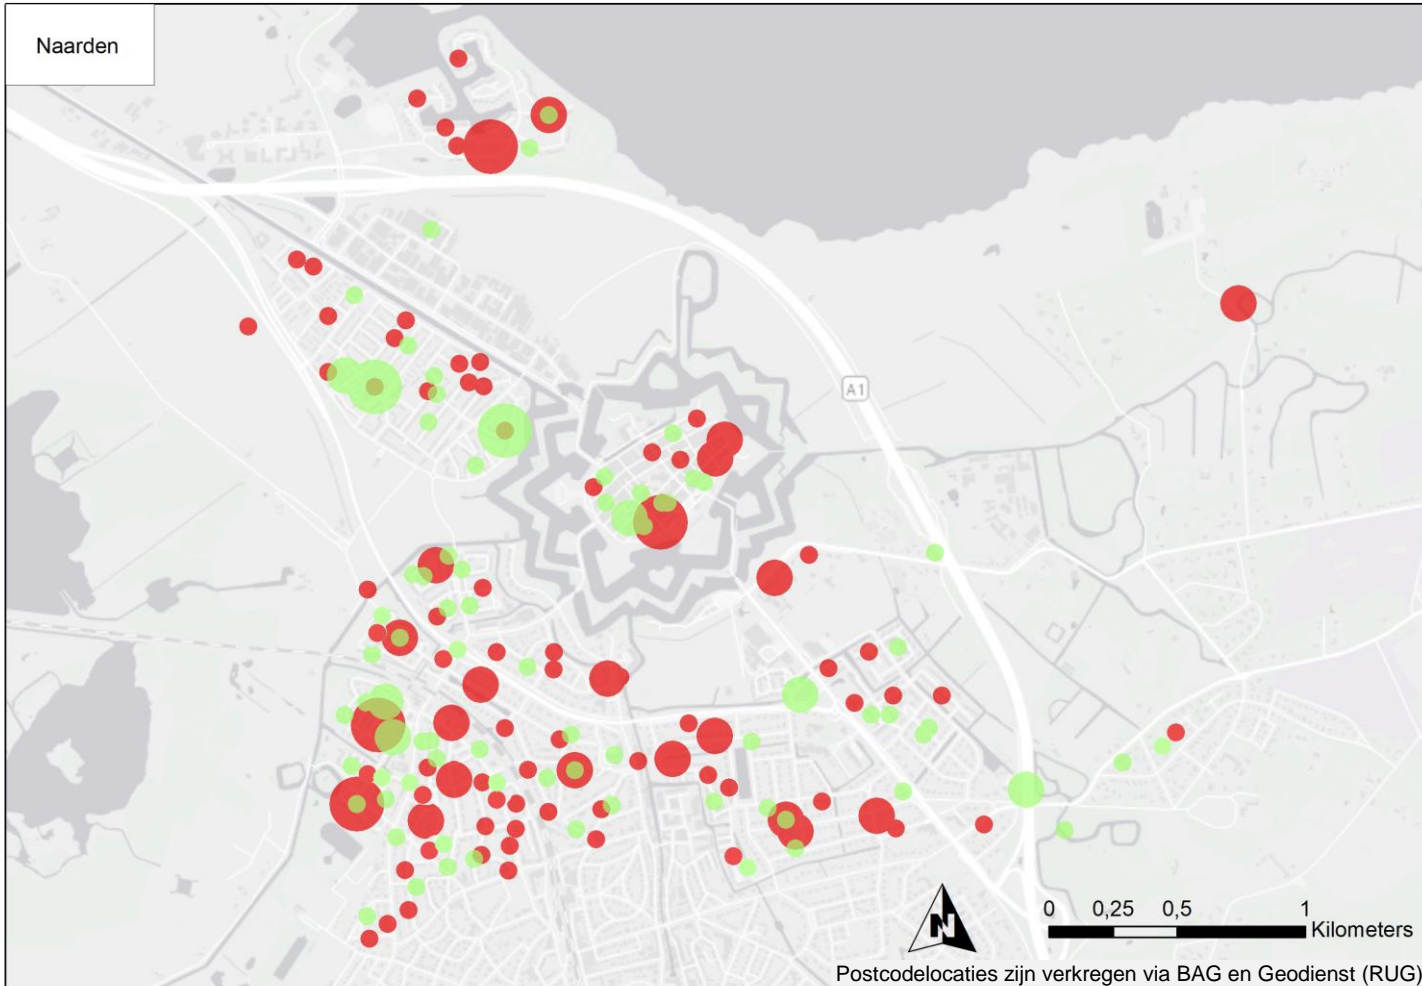 Naarden
A1
N
0 0,25 0,5 1
Kilometers
Postcodelocaties zijn verkregen via BAG en Geodienst (RUG)